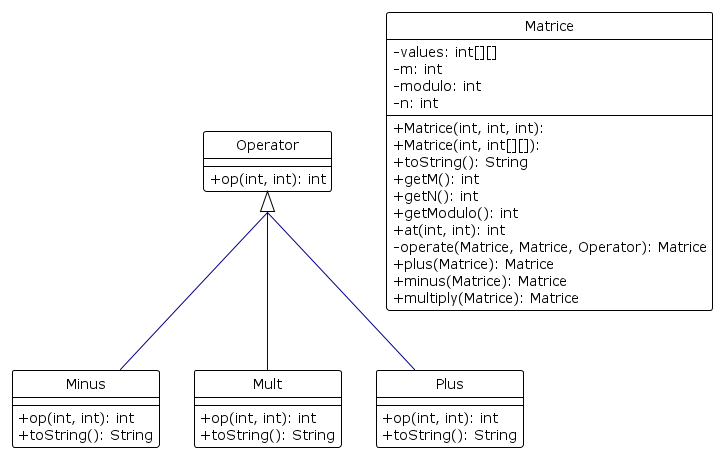 Matrice
-values: int[][]
-m: int
-modulo: int
-n: int
+Matrice(int, int, int):
+Matrice(int, int[][]):
+toString(): String
+getM(): int
+getN(): int
+getModulo(): int
+at(int, int): int
-operate(Matrice, Matrice, Operator): Matrice
+plus(Matrice): Matrice
+minus(Matrice): Matrice
+multiply(Matrice): Matrice
Operator
+op(int, int): int
Minus
+op(int, int): int
+toString(): String
Mult
+op(int, int): int
+toString(): String
Plus
+op(int, int): int
+toString(): String